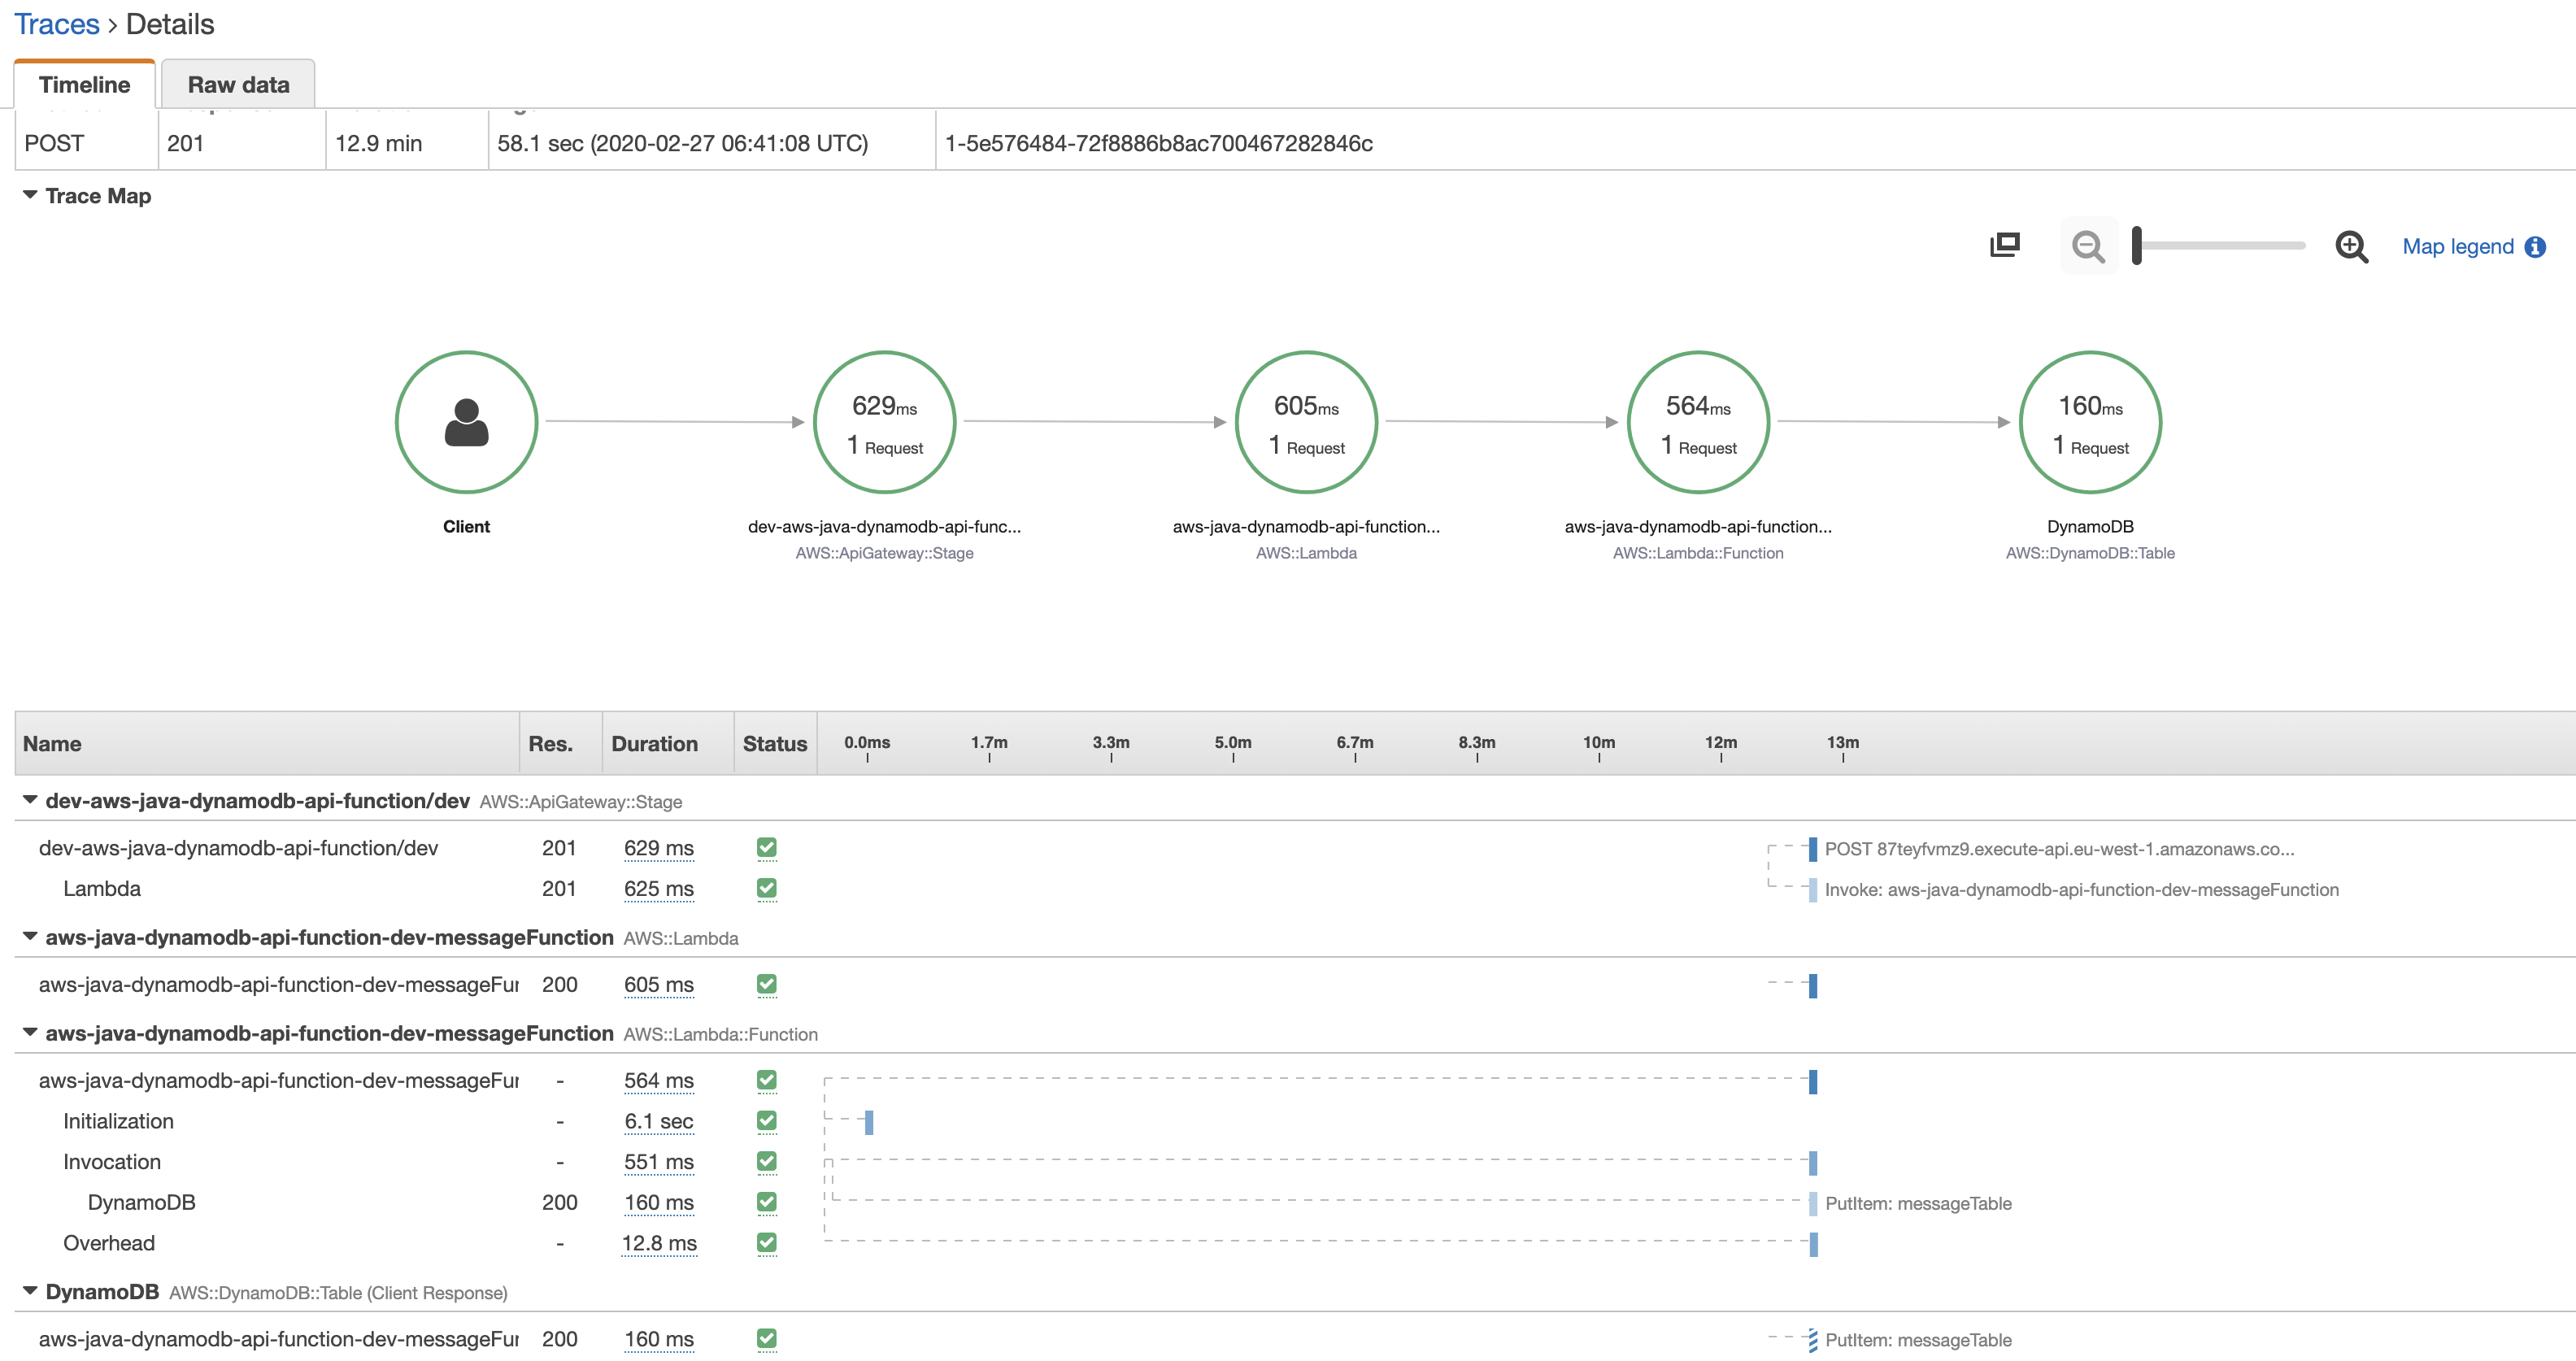 Traces > Details
Timeline Raw data
POST 201 12.9 min 58.1 sec (2020-02-27 06:41:08 UTC) 1-5e576484-72f8886b8ac700467282846c
Trace Map
Map legend
629ms 605ms 564ms 160ms
1 Request 1 Request 1 Request 1 Request
Client dev-aws-java-dynamodb-api-func... aws-java-dynamodb-api-function... aws-java-dynamodb-api-function... DynamoDB
AWS::ApiGateway::Stage AWS::Lambda AWS::Lambda::Function AWS::DynamoDB::Table
Name Res. Duration Status 0.0ms 1.7m 3.3m 5.0m 6.7m 8.3m 10m 12m 13m
dev-aws-java-dynamodb-api-function/dev AWS::ApiGateway::Stage
dev-aws-java-dynamodb-api-function/dev 201 629 ms POST 87teyfvmz9.execute-api.eu-west-1.amazonaws.co...
Lambda 201 625 ms Invoke: aws-java-dynamodb-api-function-dev-messageFunction
aws-java-dynamodb-api-function-dev-messageFunction AWS::Lambda
aws-java-dynamodb-api-function-dev-messageFur 200 605 ms
aws-java-dynamodb-api-function-dev-messageFunction AWS::Lambda::Function
aws-java-dynamodb-api-function-dev-messageFur - 564 ms
Initialization - 6.1 sec
Invocation - 551 ms
DynamoDB 200 160 ms PutItem: messageTable
Overhead - 12.8 ms
DynamoDB AWS::DynamoDB::Table (Client Response)
aws-java-dynamodb-api-function-dev-messageFur 200 160 ms PutItem: messageTable